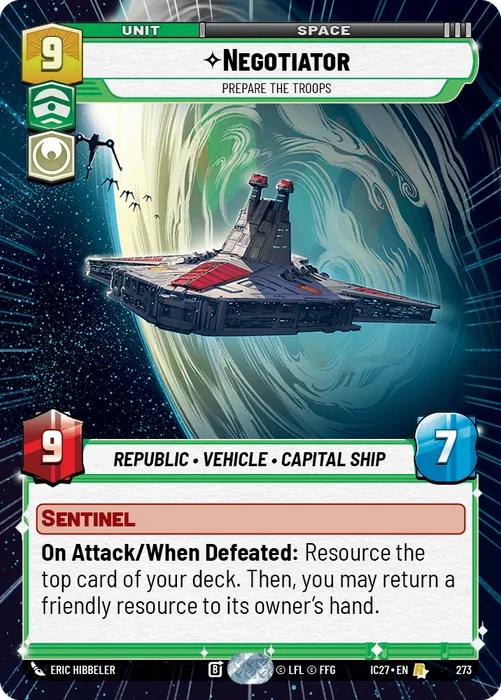 UNIT
SPACE
9
NEGOTIATOR
PREPARE THE TROOPS
9
REPUBLIC • VEHICLE • CAPITAL SHIP
7
SENTINEL
On Attack/When Defeated: Resource the
top card of your deck. Then, you may return a
friendly resource to its owner's hand.
ERIC HIBBELER
B
© LFL © FFG
IC27 • EN
R
273